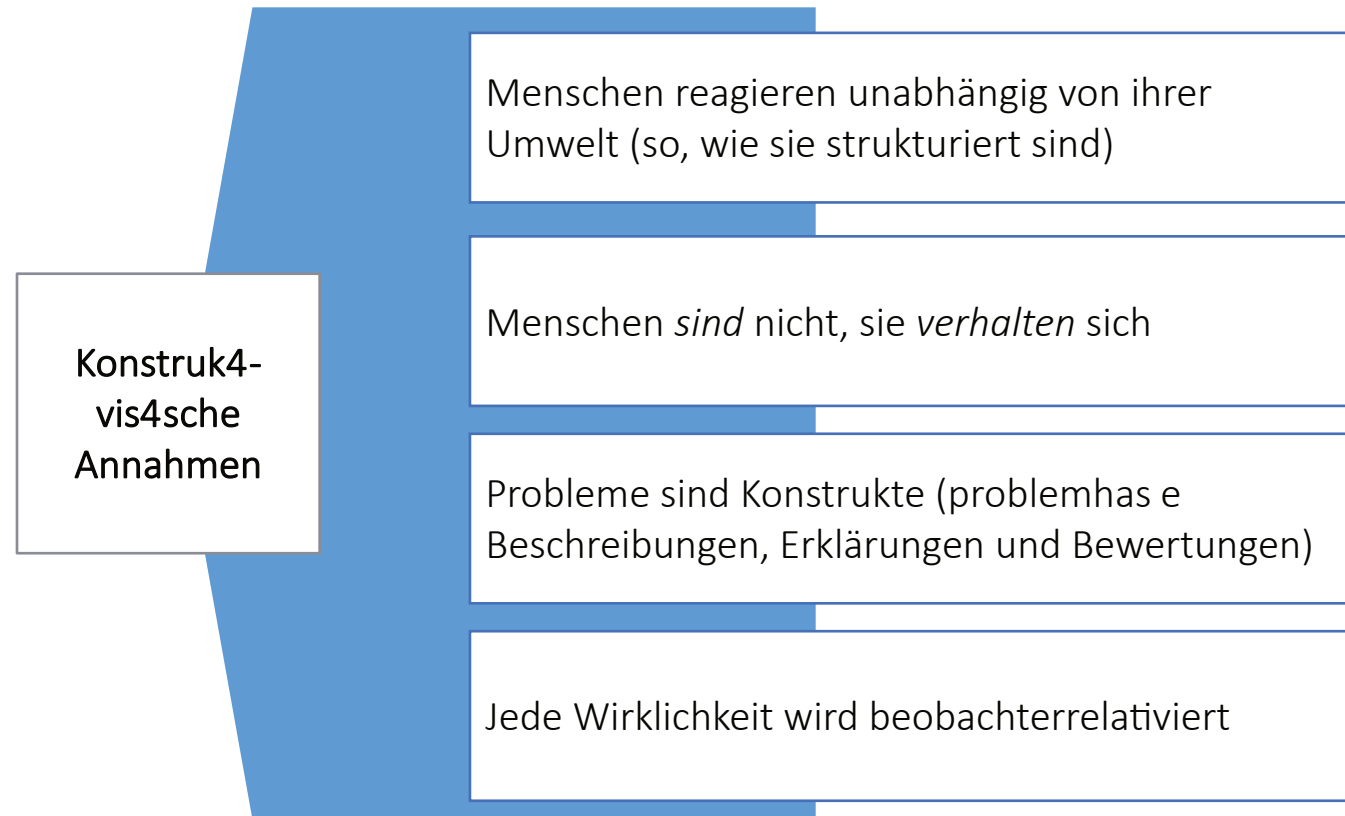 Konstruk4-
vis4sche
Annahmen
Menschen reagieren unabhängig von ihrer
Umwelt (so, wie sie strukturiert sind)
Menschen sind nicht, sie verhalten sich
Probleme sind Konstrukte (problemhas e
Beschreibungen, Erklärungen und Bewertungen)
Jede Wirklichkeit wird beobachterrelativiert